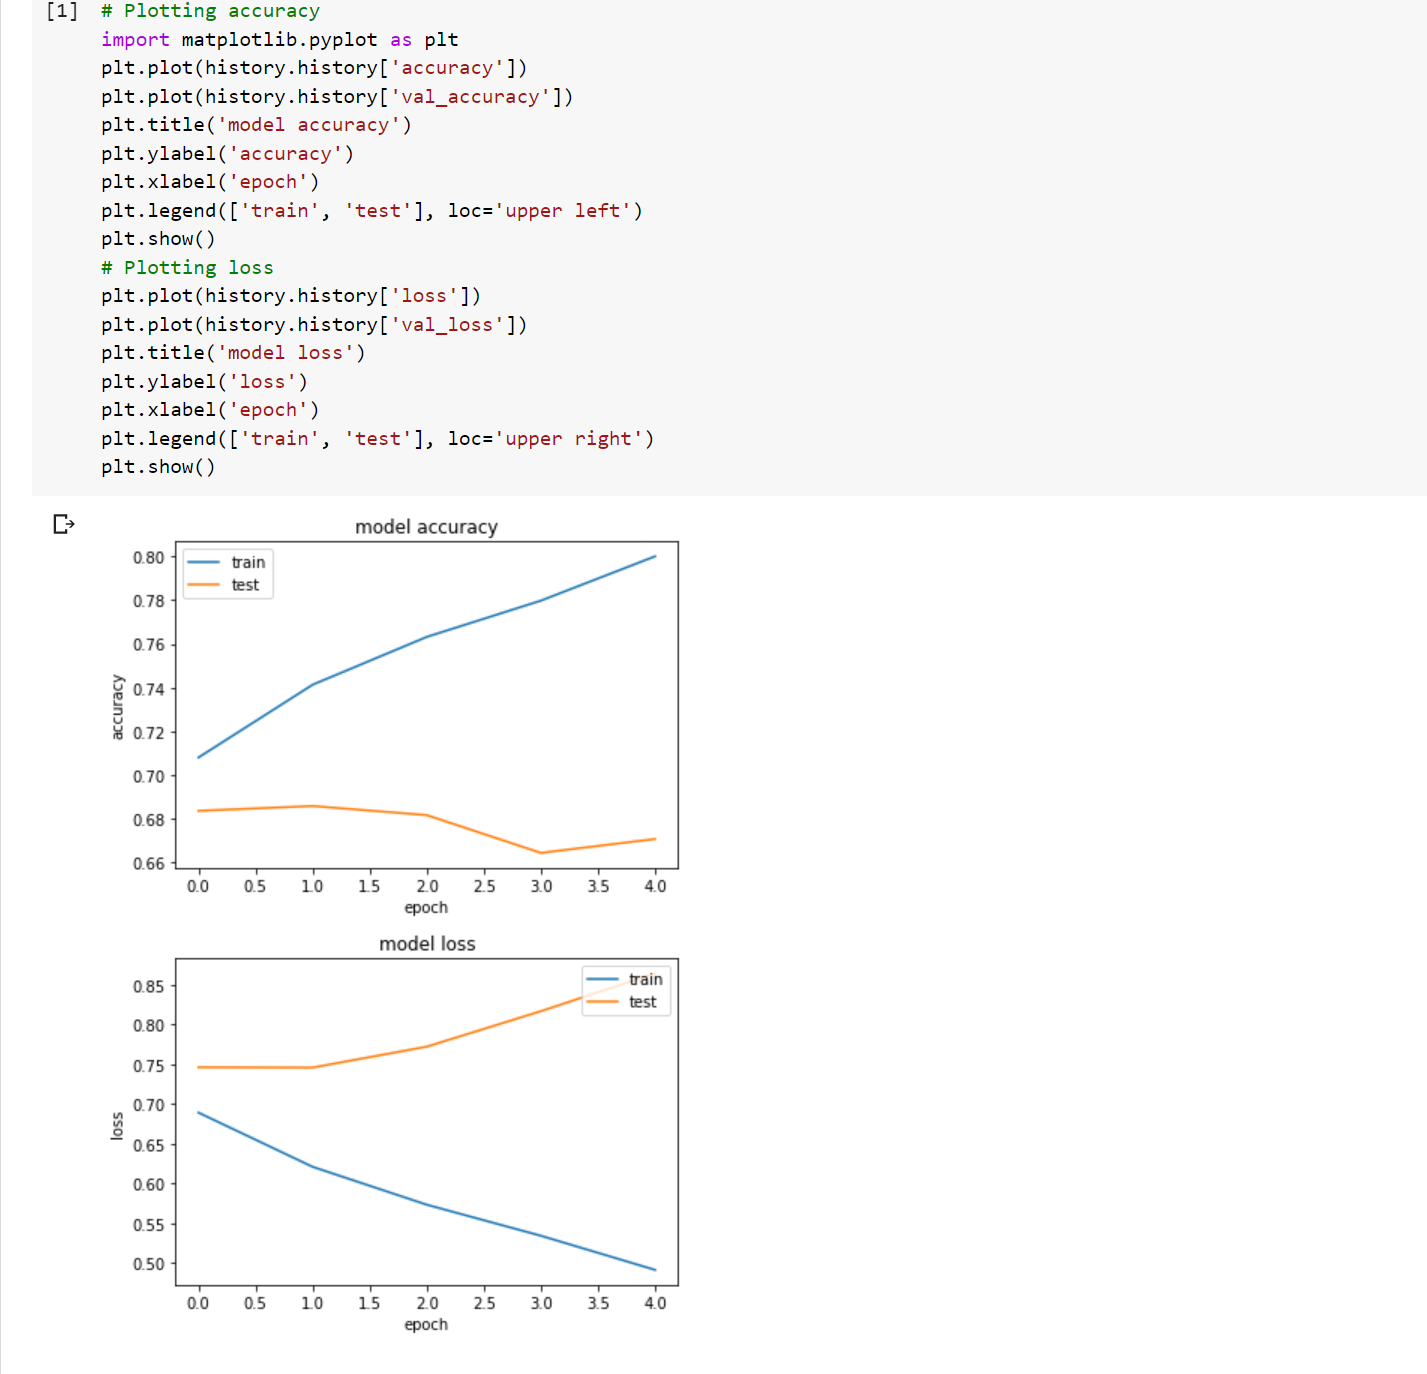 [1] # Plotting accuracy
import matplotlib.pyplot as plt
plt.plot(history.history['accuracy'])
plt.plot(history.history['val_accuracy'])
plt.title('model accuracy')
plt.ylabel('accuracy')
plt.xlabel('epoch')
plt.legend(['train', 'test'], loc='upper left')
plt.show()
# Plotting loss
plt.plot(history.history['loss'])
plt.plot(history.history['val_loss'])
plt.title('model loss')
plt.ylabel('loss')
plt.xlabel('epoch')
plt.legend(['train', 'test'], loc='upper right')
plt.show()
model accuracy
train
test
0.80
0.78
0.76
0.74
0.72
0.70
0.68
0.66
accuracy
0.0 0.5 1.0 1.5 2.0 2.5 3.0 3.5 4.0
epoch
model loss
train
test
0.85
0.80
0.75
0.70
0.65
0.60
0.55
0.50
loss
0.0 0.5 1.0 1.5 2.0 2.5 3.0 3.5 4.0
epoch